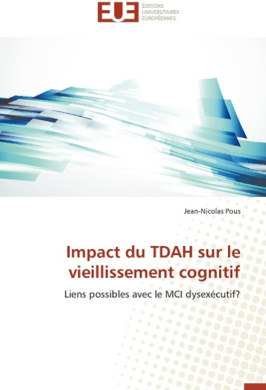 EUE
ÉDITIONS
UNIVERSITAIRES
EUROPÉENNES
Jean-Nicolas Pous
Impact du TDAH sur le
vieillissement cognitif
Liens possibles avec le MCI dysexécutif?